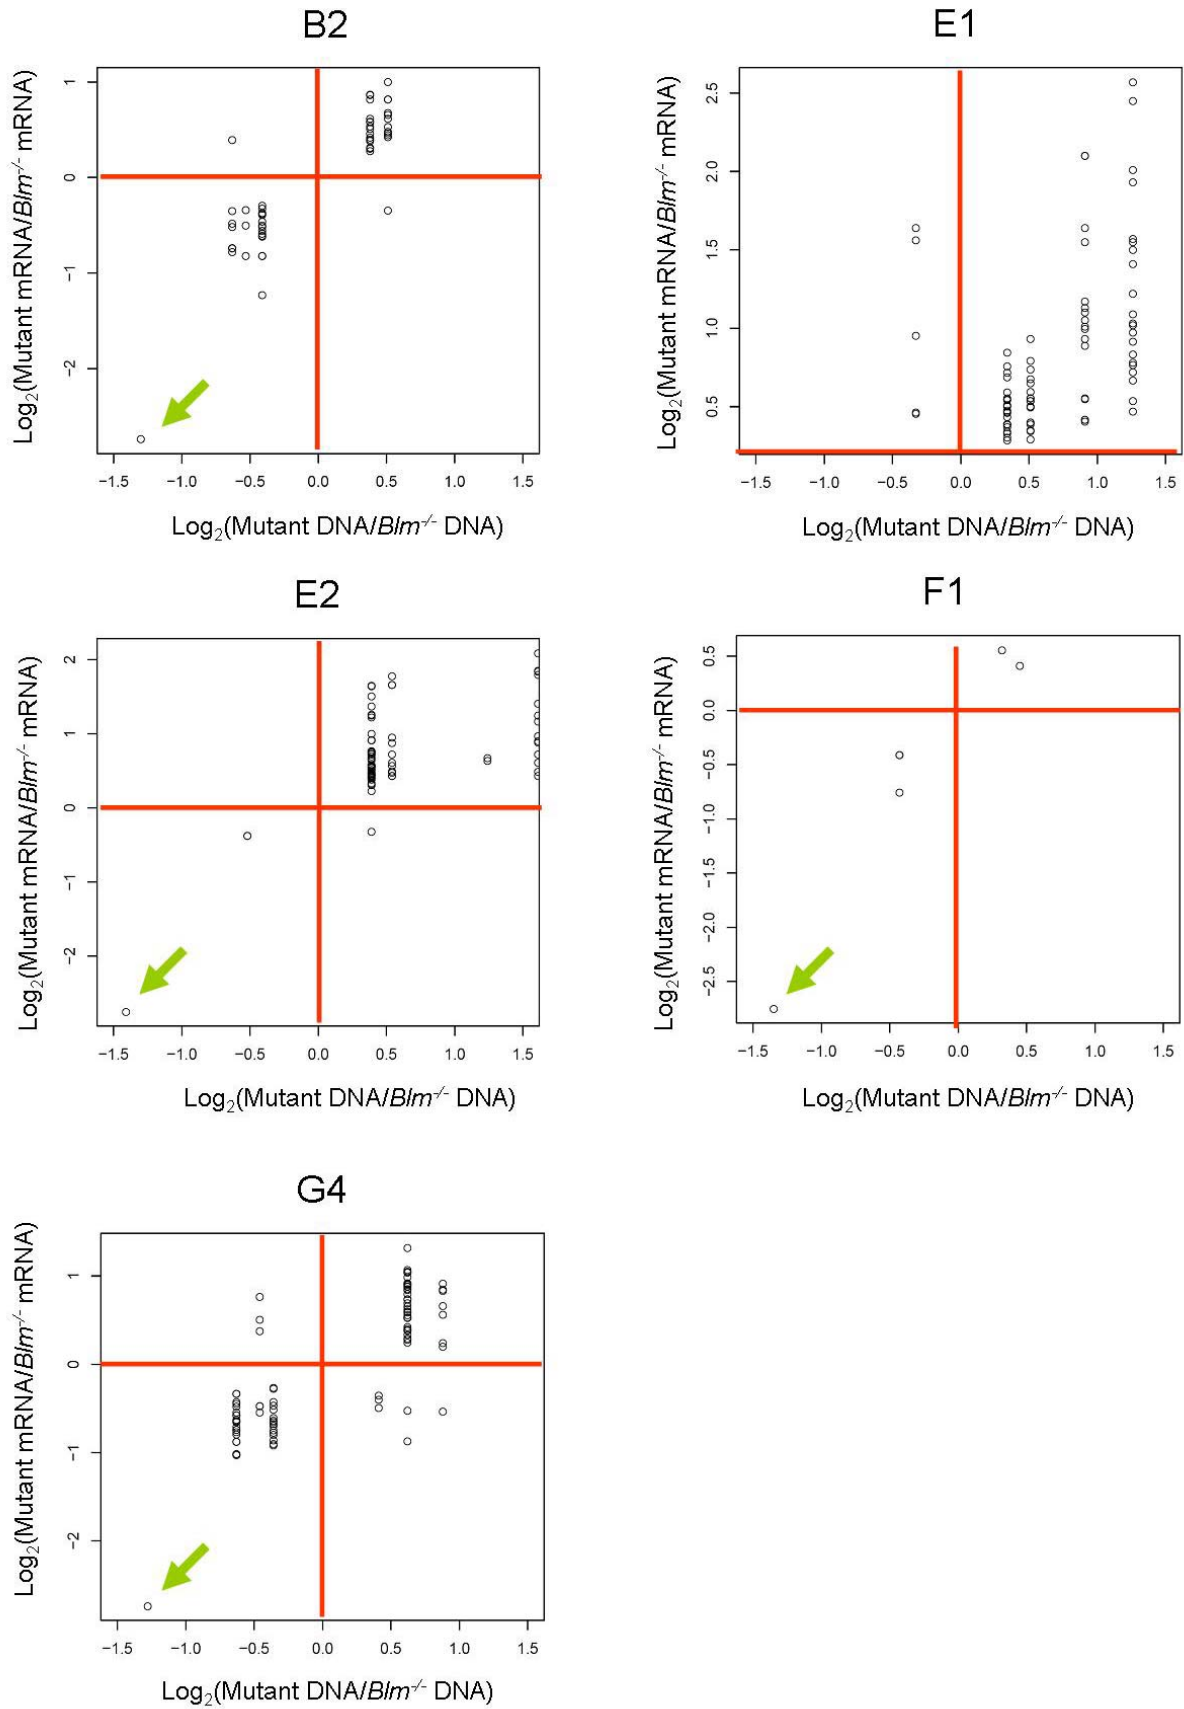 B2
Log₂(Mutant mRNA/Blm⁻/⁻ mRNA)
1
0
−1
−2
−1.5 −1.0 −0.5 0.0 0.5 1.0 1.5
Log₂(Mutant DNA/Blm⁻/⁻ DNA)
E1
Log₂(Mutant mRNA/Blm⁻/⁻ mRNA)
2.5
2.0
1.5
1.0
0.5
−1.5 −1.0 −0.5 0.0 0.5 1.0 1.5
Log₂(Mutant DNA/Blm⁻/⁻ DNA)
E2
Log₂(Mutant mRNA/Blm⁻/⁻ mRNA)
2
1
0
−1
−2
−1.5 −1.0 −0.5 0.0 0.5 1.0 1.5
Log₂(Mutant DNA/Blm⁻/⁻ DNA)
F1
Log₂(Mutant mRNA/Blm⁻/⁻ mRNA)
0.5
0.0
−0.5
−1.0
−1.5
−2.0
−2.5
−1.5 −1.0 −0.5 0.0 0.5 1.0 1.5
Log₂(Mutant DNA/Blm⁻/⁻ DNA)
G4
Log₂(Mutant mRNA/Blm⁻/⁻ mRNA)
1
0
−1
−2
−1.5 −1.0 −0.5 0.0 0.5 1.0 1.5
Log₂(Mutant DNA/Blm⁻/⁻ DNA)